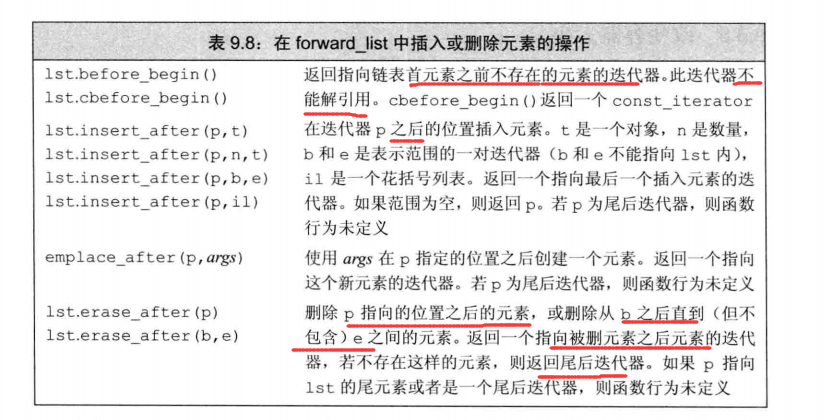 表 9.8：在 forward_list 中插入或删除元素的操作
lst.before_begin() 返回指向链表首元素之前不存在的元素的迭代器。此迭代器不
lst.cbefore_begin() 能解引用。cbefore_begin()返回一个 const_iterator
lst.insert_after(p,t) 在迭代器 p 之后的位置插入元素。t 是一个对象，n 是数量，
lst.insert_after(p,n,t) b 和 e 是表示范围的一对迭代器（b 和 e 不能指向 lst 内），
lst.insert_after(p,b,e) il 是一个花括号列表。返回一个指向最后一个插入元素的迭
lst.insert_after(p,il) 代器。如果范围为空，则返回 p。若 p 为尾后迭代器，则函数
行为未定义
emplace_after(p,args) 使用 args 在 p 指定的位置之后创建一个元素。返回一个指向
这个新元素的迭代器。若 p 为尾后迭代器，则函数行为未定义
lst.erase_after(p) 删除 p 指向的位置之后的元素，或删除从 b 之后直到（但不
lst.erase_after(b,e) 包含）e 之间的元素。返回一个指向被删元素之后元素的迭代
器，若不存在这样的元素，则返回尾后迭代器。如果 p 指向
lst 的尾元素或者是一个尾后迭代器，则函数行为未定义